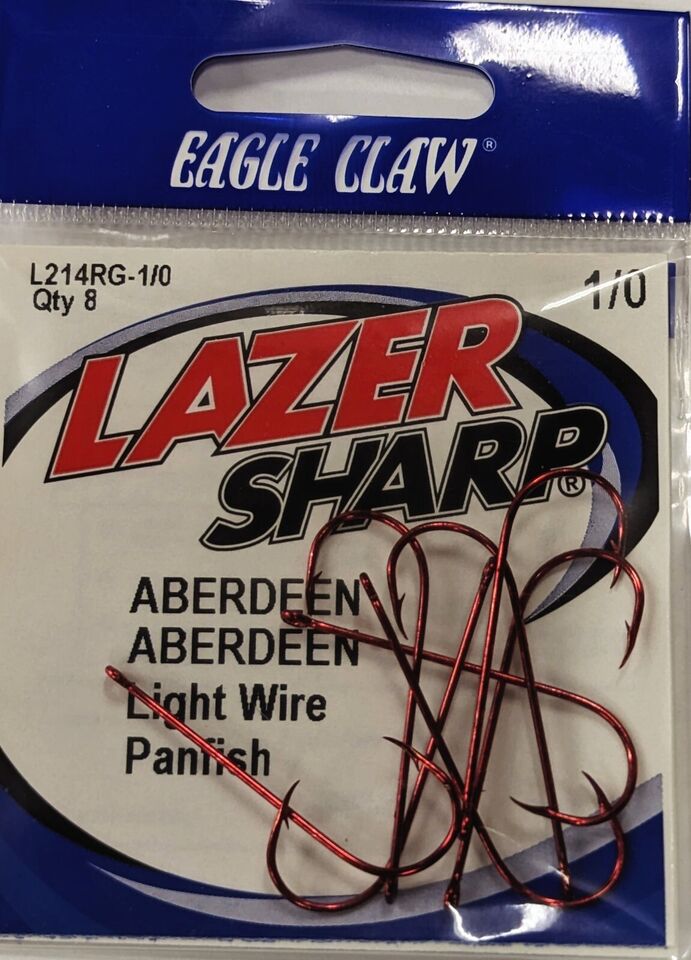 EAGLE CLAW®
L214RG-1/0
Qty 8
1/0
LAZER
SHARP®
ABERDEEN
ABERDEEN
Light Wire
Panfish